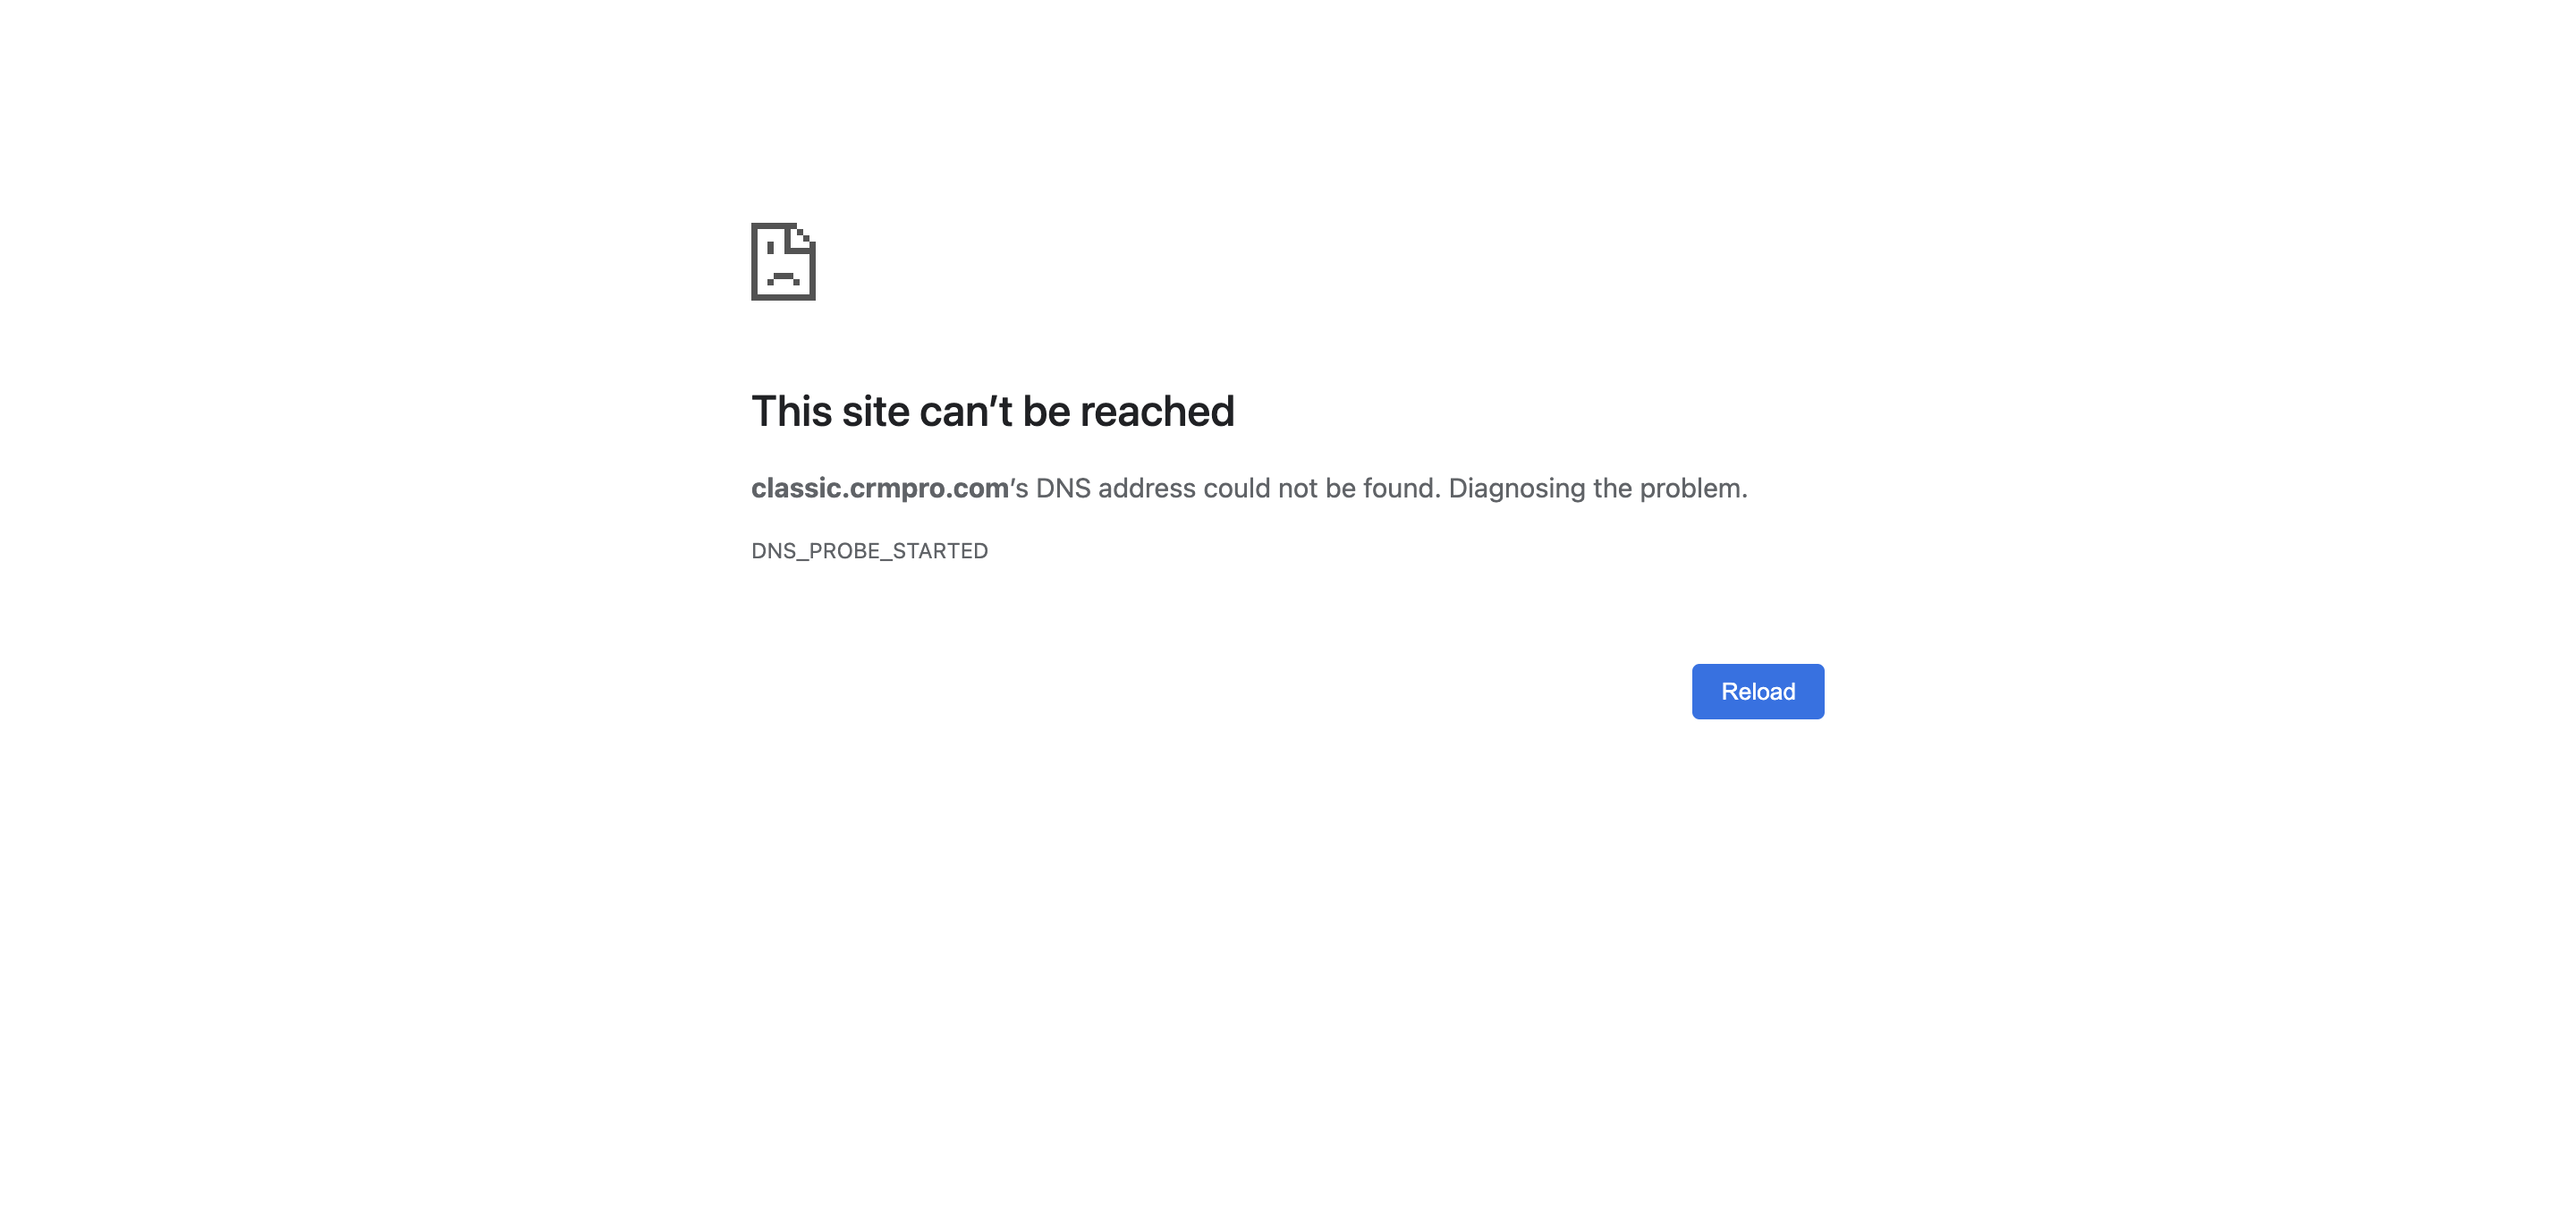 This site can’t be reached
classic.crmpro.com’s DNS address could not be found. Diagnosing the problem.
DNS_PROBE_STARTED
Reload